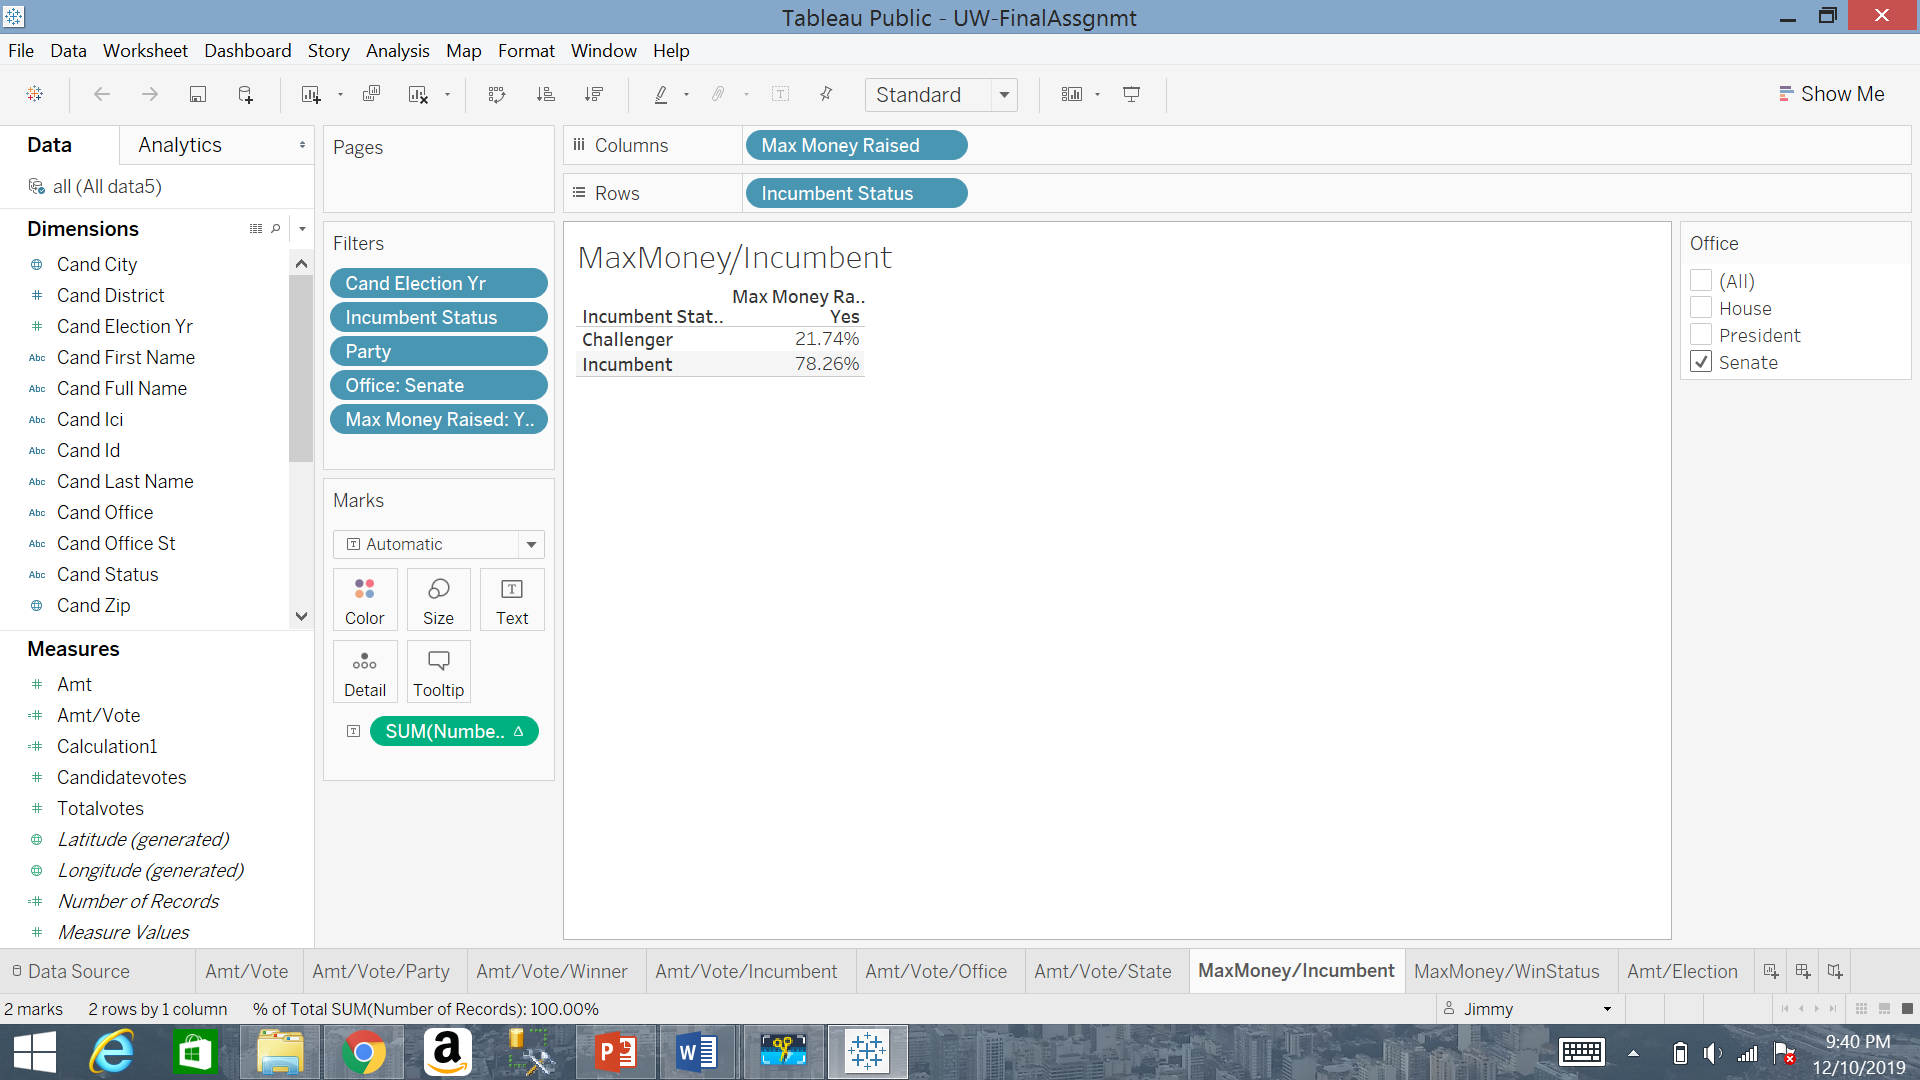 Tableau Public - UW-FinalAssgnmt
File Data Worksheet Dashboard Story Analysis Map Format Window Help
Standard
Show Me
Data Analytics
all (All data5)
Dimensions
Cand City
Cand District
Cand Election Yr
Abc Cand First Name
Abc Cand Full Name
Abc Cand Ici
Abc Cand Id
Abc Cand Last Name
Abc Cand Office
Abc Cand Office St
Abc Cand Status
Cand Zip
Measures
Amt
Amt/Vote
Calculation1
Candidatevotes
Totalvotes
Latitude (generated)
Longitude (generated)
Number of Records
Measure Values
Pages
Filters
Cand Election Yr
Incumbent Status
Party
Office: Senate
Max Money Raised: Y..
Marks
Automatic
Color Size Text
Detail Tooltip
SUM(Numbe.. Δ
Columns Max Money Raised
Rows Incumbent Status
MaxMoney/Incumbent
Max Money Ra..
Incumbent Stat.. Yes
Challenger 21.74%
Incumbent 78.26%
Office
(All)
House
President
Senate
Data Source Amt/Vote Amt/Vote/Party Amt/Vote/Winner Amt/Vote/Incumbent Amt/Vote/Office Amt/Vote/State MaxMoney/Incumbent MaxMoney/WinStatus Amt/Election
2 marks 2 rows by 1 column % of Total SUM(Number of Records): 100.00% Jimmy
9:40 PM
12/10/2019